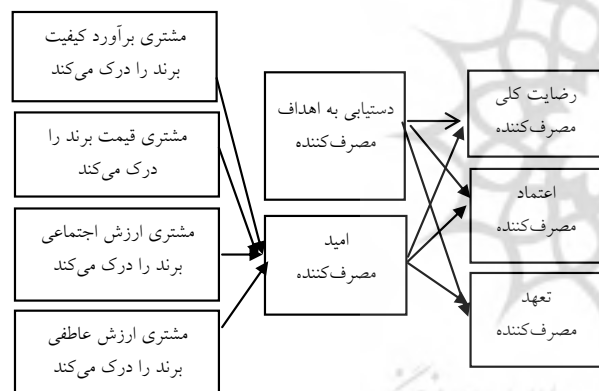 مشتری برآورد کیفیت
برند را درک می‌کند
مشتری قیمت برند را
درک می‌کند
مشتری ارزش اجتماعی
برند را درک می‌کند
مشتری ارزش عاطفی
برند را درک می‌کند
دستیابی به اهداف
مصرف‌کننده
امید
مصرف‌کننده
رضایت کلی
مصرف‌کننده
اعتماد
مصرف‌کننده
تعهد
مصرف‌کننده